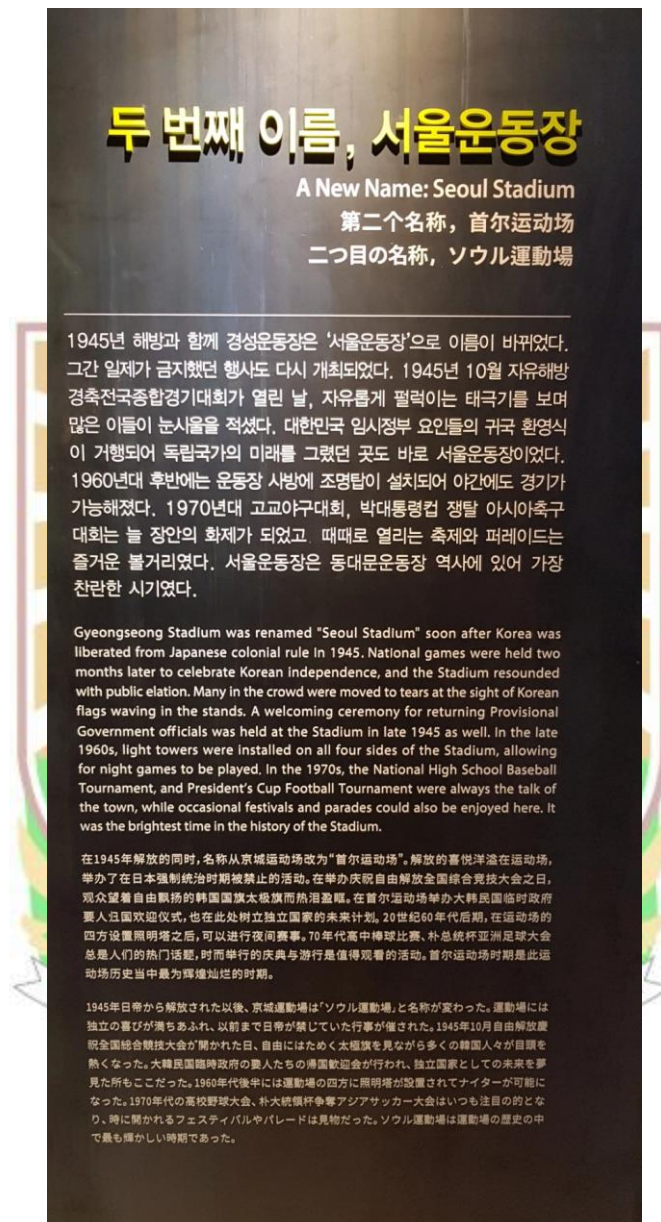 두 번째 이름, 서울운동장
A New Name: Seoul Stadium
第二个名称，首尔运动场
二つ目の名称，ソウル運動場
1945년 해방과 함께 경성운동장은 ‘서울운동장’으로 이름이 바뀌었다.
그간 일제가 금지했던 행사도 다시 개최되었다. 1945년 10월 자유해방
경축전국종합경기대회가 열린 날, 자유롭게 펄럭이는 태극기를 보며
많은 이들이 눈시울을 적셨다. 대한민국 임시정부 요인들의 귀국 환영식
이 거행되어 독립국가의 미래를 그렸던 곳도 바로 서울운동장이었다.
1960년대 후반에는 운동장 사방에 조명탑이 설치되어 야간에도 경기가
가능해졌다. 1970년대 고교야구대회, 박대통령컵 쟁탈 아시아축구
대회는 늘 장안의 화제가 되었고 때때로 열리는 축제와 퍼레이드는
즐거운 볼거리였다. 서울운동장은 동대문운동장 역사에 있어 가장
찬란한 시기였다.
Gyeongseong Stadium was renamed "Seoul Stadium" soon after Korea was
liberated from Japanese colonial rule in 1945. National games were held two
months later to celebrate Korean independence, and the Stadium resounded
with public elation. Many in the crowd were moved to tears at the sight of Korean
flags waving in the stands. A welcoming ceremony for returning Provisional
Government officials was held at the Stadium in late 1945 as well. In the late
1960s, light towers were installed on all four sides of the Stadium, allowing
for night games to be played. In the 1970s, the National High School Baseball
Tournament, and President's Cup Football Tournament were always the talk of
the town, while occasional festivals and parades could also be enjoyed here. It
was the brightest time in the history of the Stadium.
在1945年解放的同时，名称从京城运动场改为“首尔运动场”。解放的喜悦洋溢在运动场，
举办了在日本强制统治时期被禁止的活动。在举办庆祝自由解放全国综合竞技大会之日，
观众望着自由飘扬的韩国国旗太极旗而热泪盈眶。在首尔运动场举办大韩民国临时政府
要人归国欢迎仪式，也在此处树立独立国家的未来计划。20世纪60年代后期，在运动场的
四方设置照明塔之后，可以进行夜间赛事。70年代高中棒球比赛、朴总统杯亚洲足球大会
总是人们的热门话题，时而举行的庆典与游行是值得观看的活动。首尔运动场时期是此运
动场历史当中最为辉煌灿烂的时期。
1945年日帝から解放された以後、京城運動場は「ソウル運動場」と名称が変わった。運動場には
独立の喜びが満ちあふれ、以前まで日帝が禁じていた行事が催された。1945年10月自由解放慶
祝全国総合競技大会が開かれた日、自由にはためく太極旗を見ながら多くの韓国人々が目頭を
熱くなった。大韓民国臨時政府の要人たちの帰国歓迎会が行われ、独立国家としての未来を夢
見た所もここだった。1960年代後半には運動場の四方に照明塔が設置されてナイターが可能に
なった。1970年代の高校野球大会、朴大統領杯争奪アジアサッカー大会はいつも注目の的とな
り、時に開かれるフェスティバルやパレードは見物だった。ソウル運動場は運動場の歴史の中
で最も輝かしい時期であった。